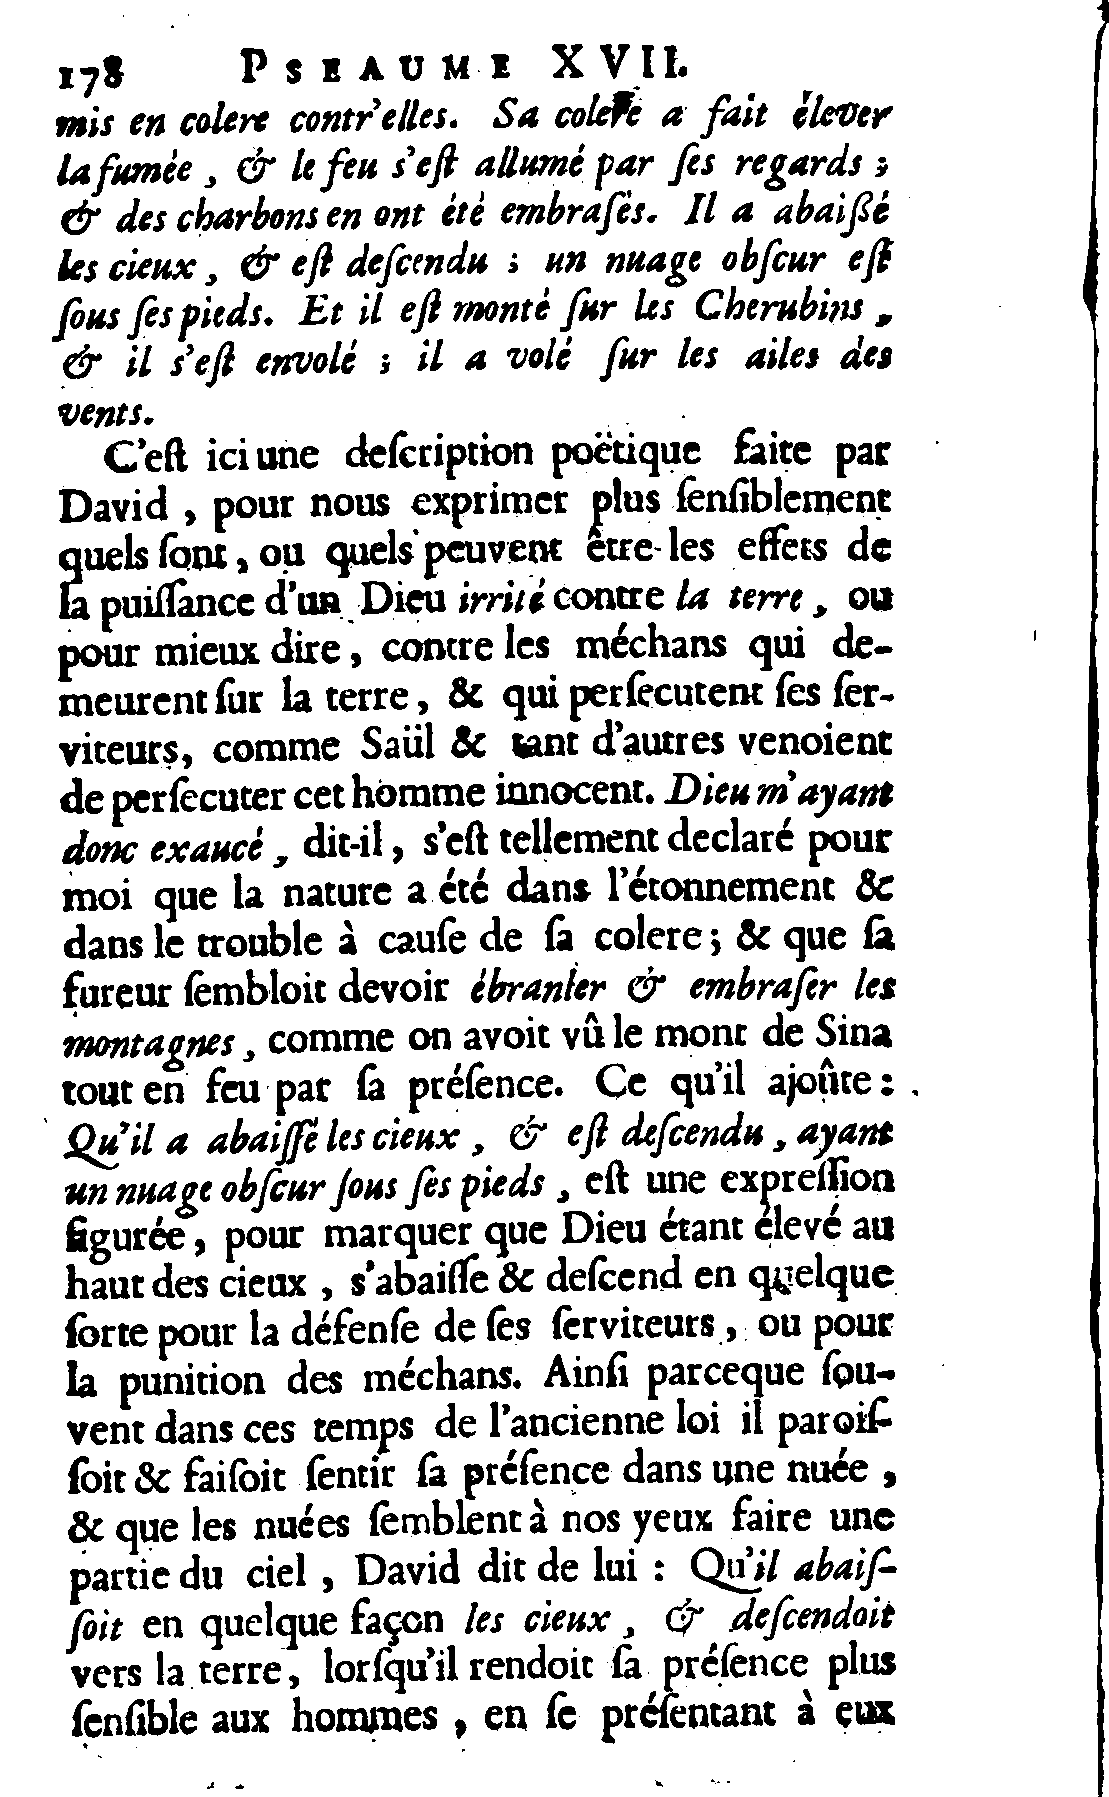 178 PSEAUME XVII.
mis en colere contr'elles. Sa colere a fait élever
la fumée, & le feu s'eſt allumé par ſes regards ;
& des charbons en ont été embraſés. Il a abaißé
les cieux, & eſt deſcendu ; un nuage obſcur eſt
ſous ſes pieds. Et il eſt monté ſur les Cherubins,
& il s'eſt envolé ; il a volé ſur les ailes des
vents.
C'eſt ici une deſcription poëtique faite par
David, pour nous exprimer plus ſenſiblement
quels ſont, ou quels peuvent être les effets de
la puiſſance d'un Dieu irrité contre la terre, ou
pour mieux dire, contre les méchans qui de-
meurent ſur la terre, & qui perſecutent ſes ſer-
viteurs, comme Saül & tant d'autres venoient
de perſecuter cet homme innocent. Dieu m'ayant
donc exaucé, dit-il, s'eſt tellement declaré pour
moi que la nature a été dans l'étonnement &
dans le trouble à cauſe de ſa colere ; & que ſa
fureur ſembloit devoir ébranler & embraſer les
montagnes, comme on avoit vû le mont de Sina
tout en feu par ſa préſence. Ce qu'il ajoûte :
Qu'il a abaiſſé les cieux, & eſt deſcendu, ayant
un nuage obſcur ſous ſes pieds, eſt une expreſſion
figurée, pour marquer que Dieu étant élevé au
haut des cieux, s'abaiſſe & deſcend en quelque
ſorte pour la défenſe de ſes ſerviteurs, ou pour
la punition des méchans. Ainſi parceque ſou-
vent dans ces temps de l'ancienne loi il paroiſ-
ſoit & faiſoit ſentir ſa préſence dans une nuée,
& que les nuées ſemblent à nos yeux faire une
partie du ciel, David dit de lui : Qu'il abaiſ-
ſoit en quelque façon les cieux, & deſcendoit
vers la terre, lorſqu'il rendoit ſa préſence plus
ſenſible aux hommes, en ſe préſentant à eux